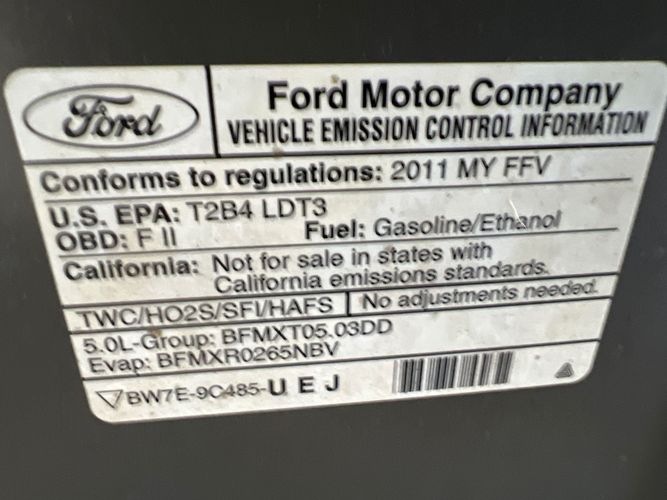 Ford
Ford Motor Company
VEHICLE EMISSION CONTROL INFORMATION
Conforms to regulations: 2011 MY FFV
U.S. EPA: T2B4 LDT3
OBD: F II Fuel: Gasoline/Ethanol
California: Not for sale in states with
California emissions standards.
TWC/HO2S/SFI/HAFS No adjustments needed.
5.0L-Group: BFMXT05.03DD
Evap: BFMXR0265NBV
BW7E-9C485-U E J